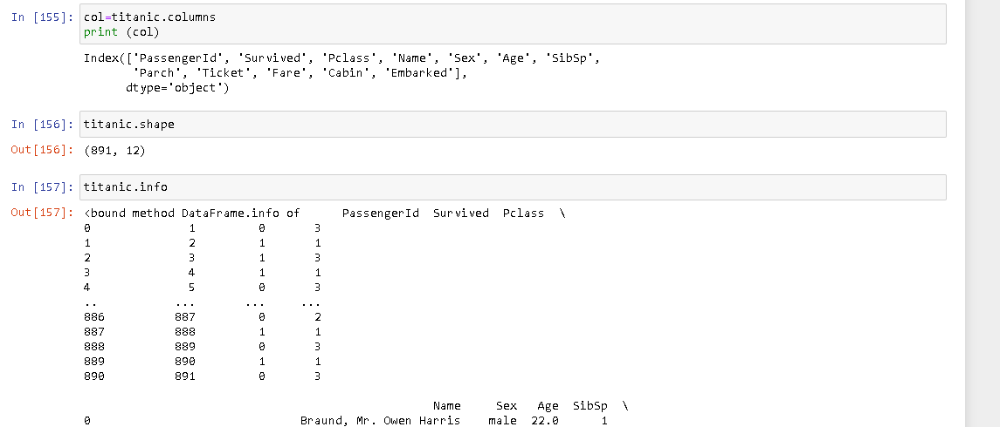 In [155]: col=titanic.columns
print (col)
Index(['PassengerId', 'Survived', 'Pclass', 'Name', 'Sex', 'Age', 'SibSp',
'Parch', 'Ticket', 'Fare', 'Cabin', 'Embarked'],
dtype='object')
In [156]: titanic.shape
Out[156]: (891, 12)
In [157]: titanic.info
Out[157]: <bound method DataFrame.info of      PassengerId  Survived  Pclass  \
0              1         0       3
1              2         1       1
2              3         1       3
3              4         1       1
4              5         0       3
..           ...       ...     ...
886          887         0       2
887          888         1       1
888          889         0       3
889          890         1       1
890          891         0       3
Name     Sex   Age  SibSp  \
0                              Braund, Mr. Owen Harris    male  22.0      1